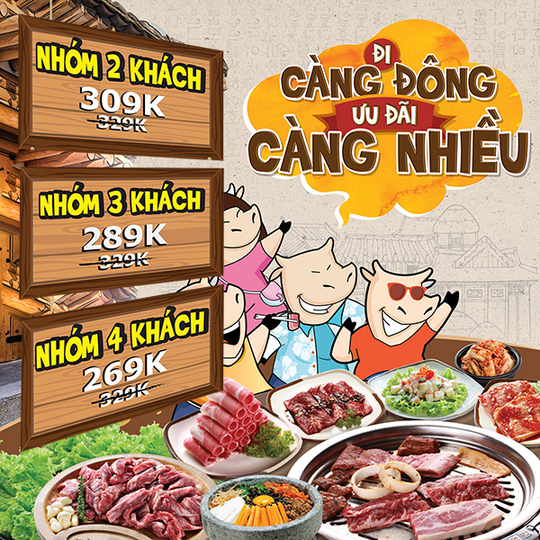 NHÓM 2 KHÁCH
309K
329K
NHÓM 3 KHÁCH
289K
329K
NHÓM 4 KHÁCH
269K
329K
ĐI
CÀNG ĐÔNG
ƯU ĐÃI
CÀNG NHIỀU